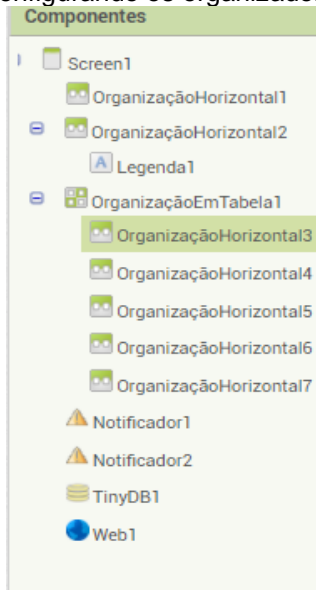 Componentes
Screen1
OrganizaçãoHorizontal1
OrganizaçãoHorizontal2
A Legenda1
OrganizaçãoEmTabela1
OrganizaçãoHorizontal3
OrganizaçãoHorizontal4
OrganizaçãoHorizontal5
OrganizaçãoHorizontal6
OrganizaçãoHorizontal7
Notificador1
Notificador2
TinyDB1
Web1